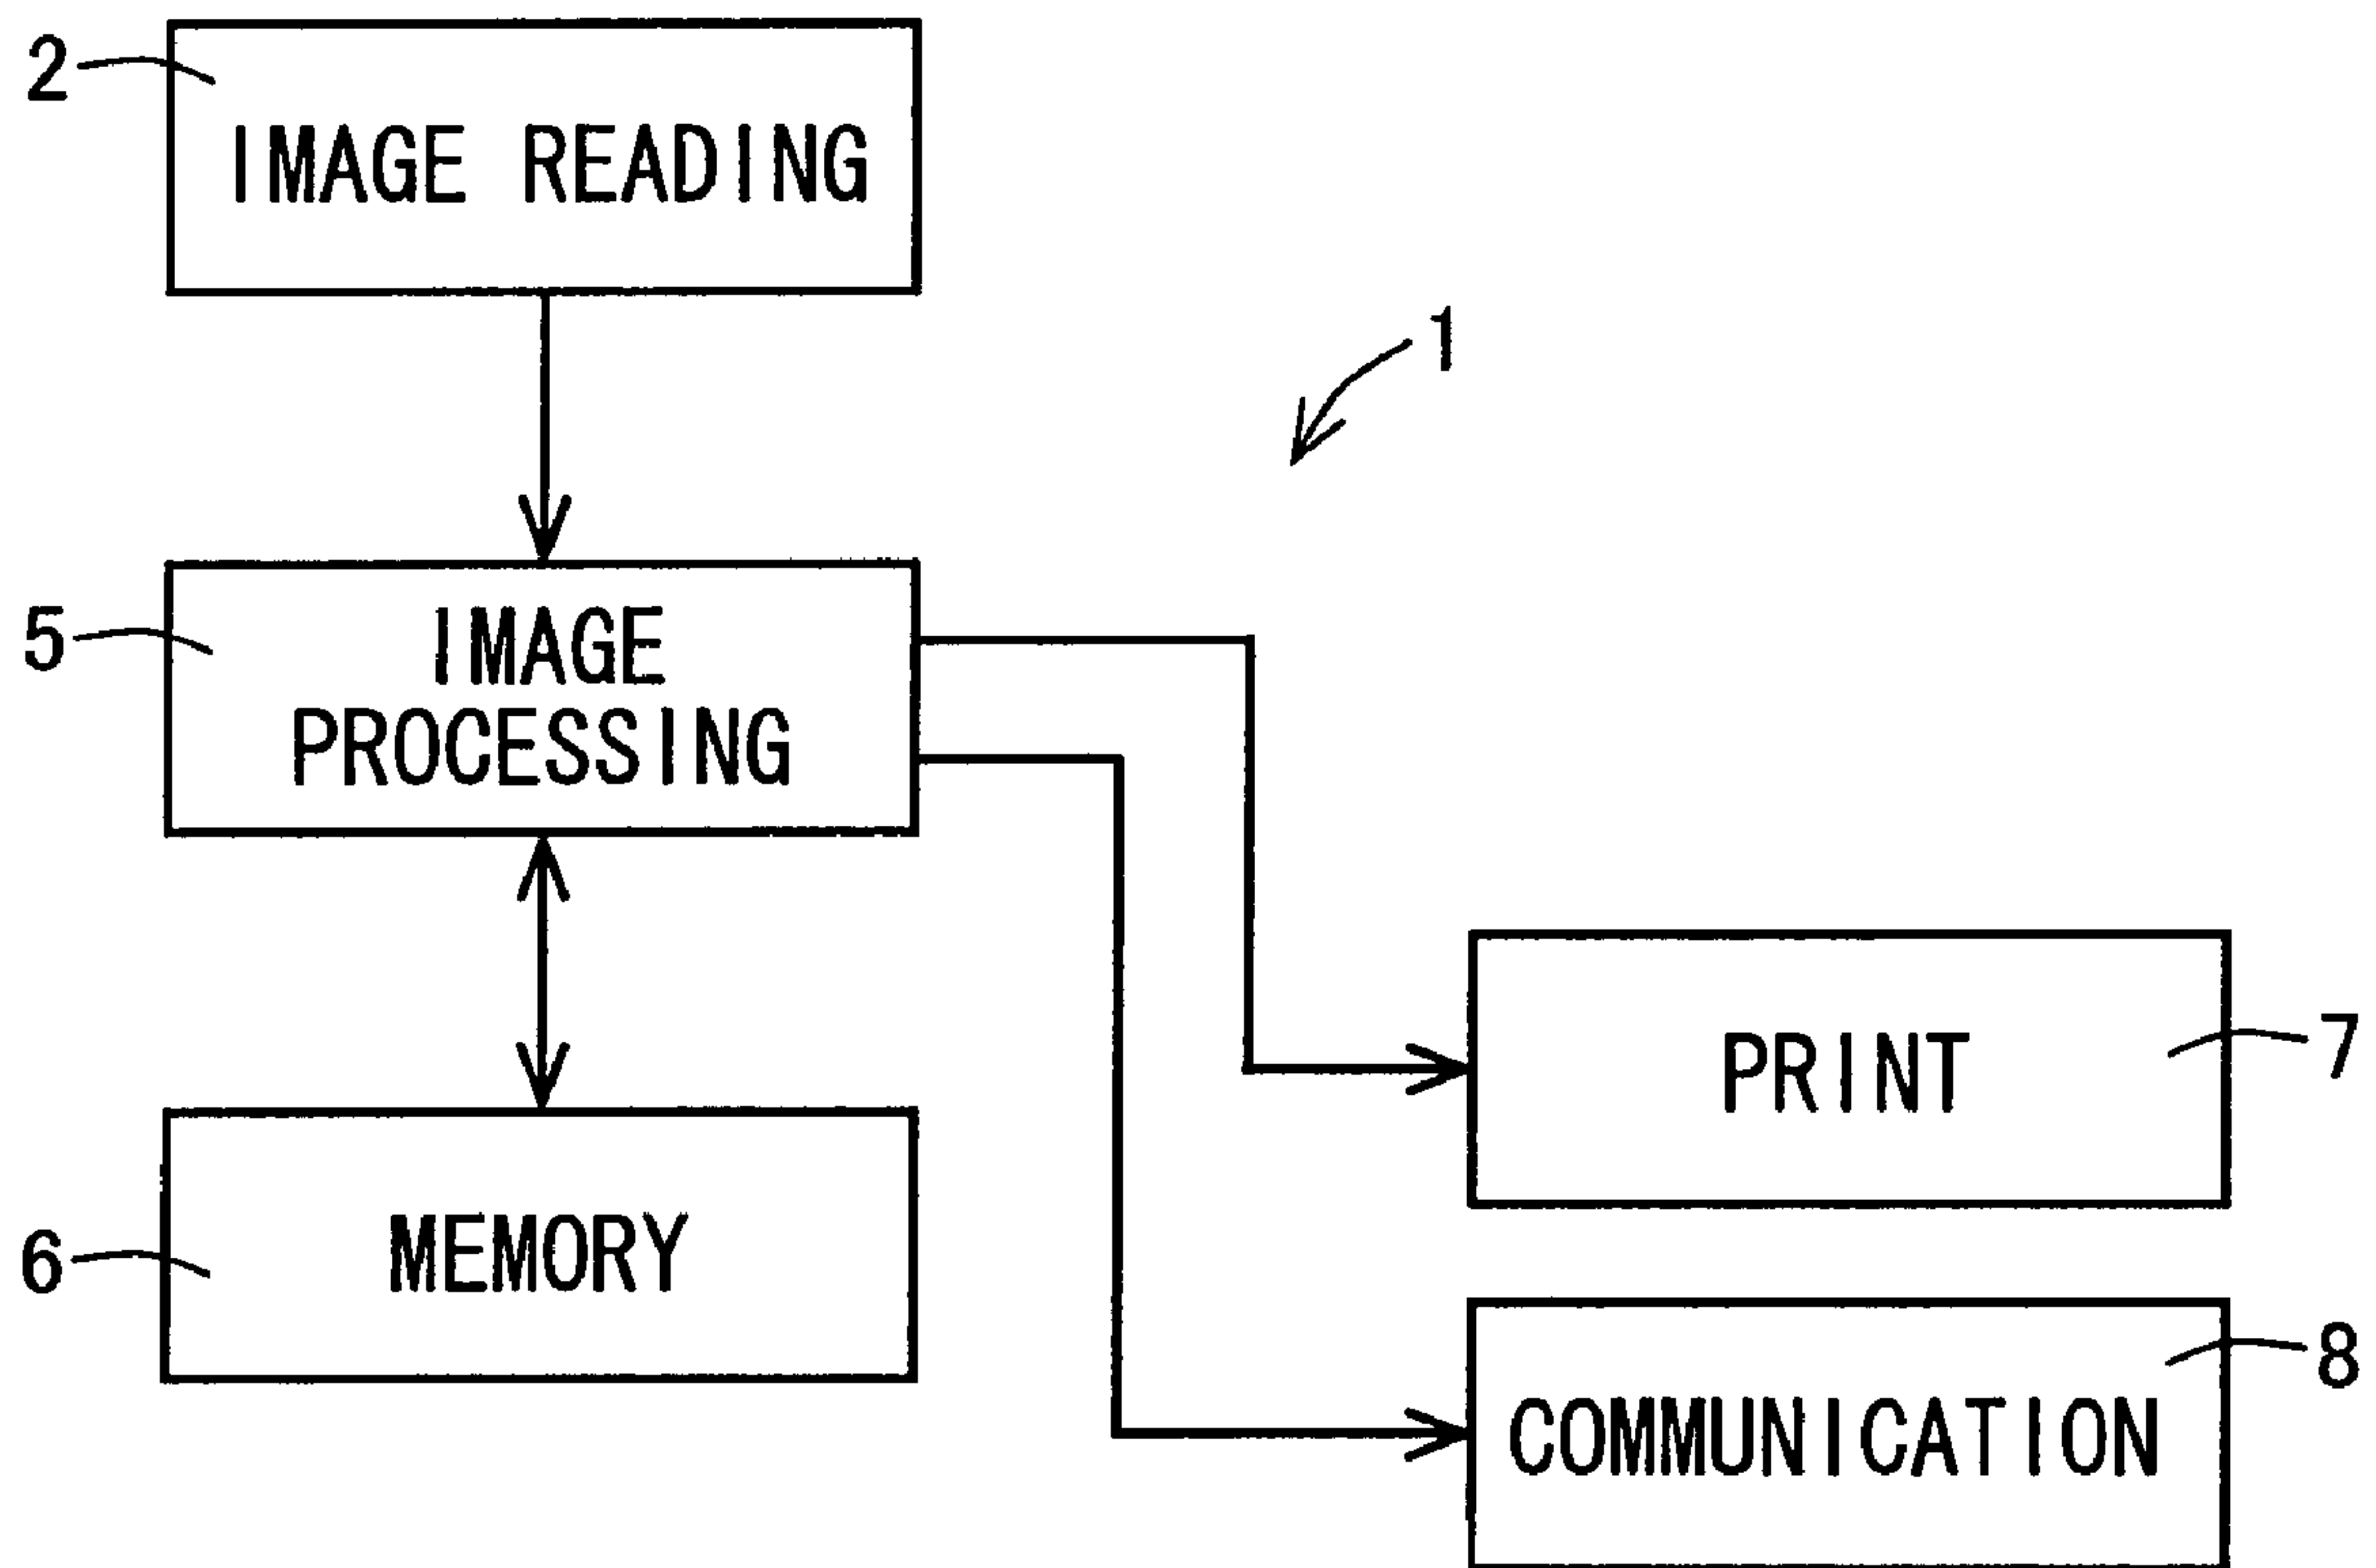 2
IMAGE READING
1
5
IMAGE
PROCESSING
7
PRINT
6
MEMORY
8
COMMUNICATION